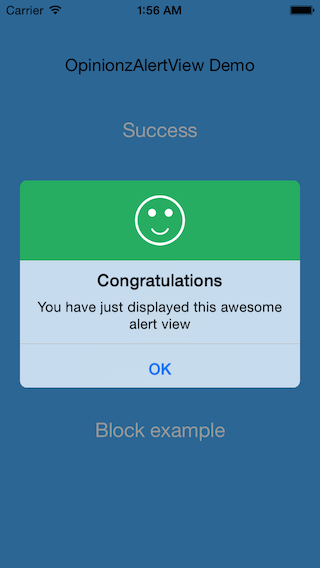 Carrier 1:56 AM
OpinionzAlertView Demo
Success
Congratulations
You have just displayed this awesome
alert view
OK
Block example